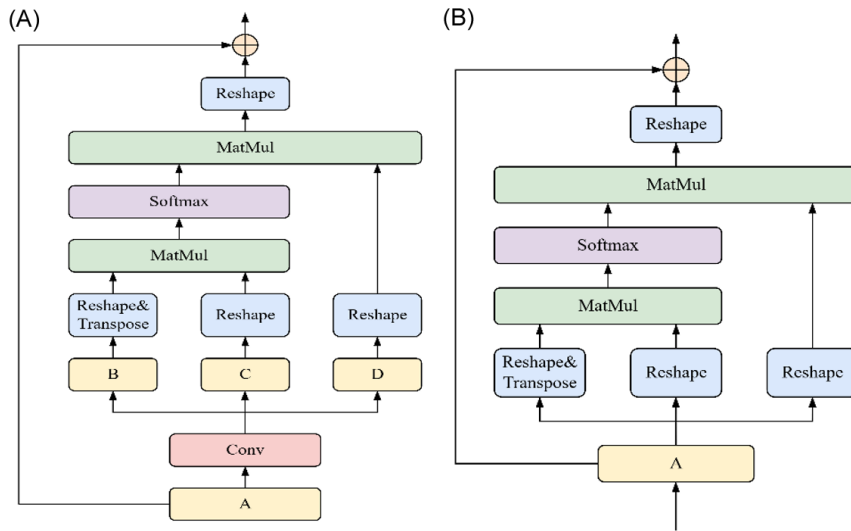 (A)
Reshape
MatMul
Softmax
MatMul
Reshape&
Transpose
Reshape
Reshape
B
C
D
Conv
A
(B)
Reshape
MatMul
Softmax
MatMul
Reshape&
Transpose
Reshape
Reshape
A